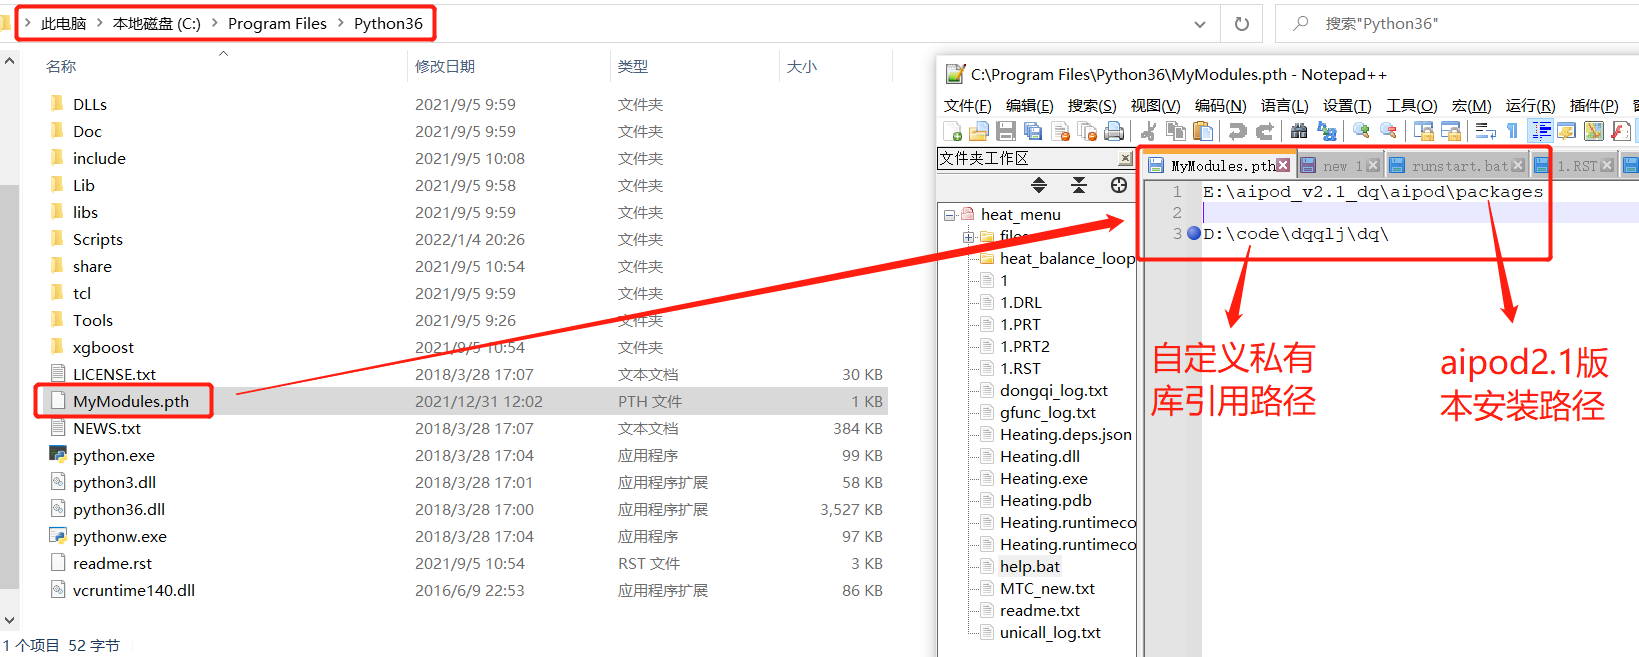 此电脑 > 本地磁盘 (C:) > Program Files > Python36
搜索"Python36"
名称 修改日期 类型 大小
DLLs 2021/9/5 9:59 文件夹
Doc 2021/9/5 9:59 文件夹
include 2021/9/5 10:08 文件夹
Lib 2021/9/5 9:58 文件夹
libs 2021/9/5 9:59 文件夹
Scripts 2022/1/4 20:26 文件夹
share 2021/9/5 10:54 文件夹
tcl 2021/9/5 9:59 文件夹
Tools 2021/9/5 9:26 文件夹
xgboost 2021/9/5 10:54 文件夹
LICENSE.txt 2018/3/28 17:07 文本文档 30 KB
MyModules.pth 2021/12/31 12:02 PTH 文件 1 KB
NEWS.txt 2018/3/28 17:07 文本文档 384 KB
python.exe 2018/3/28 17:04 应用程序 99 KB
python3.dll 2018/3/28 17:01 应用程序扩展 58 KB
python36.dll 2018/3/28 17:00 应用程序扩展 3,527 KB
pythonw.exe 2018/3/28 17:04 应用程序 97 KB
readme.rst 2021/9/5 10:54 RST 文件 3 KB
vcruntime140.dll 2016/6/9 22:53 应用程序扩展 86 KB
1 个项目 52 字节
C:\Program Files\Python36\MyModules.pth - Notepad++
文件(F) 编辑(E) 搜索(S) 视图(V) 编码(N) 语言(L) 设置(T) 工具(O) 宏(M) 运行(R) 插件(P)
文件夹工作区
heat_menu
files
heat_balance_loop
1
1.DRL
1.PRT
1.PRT2
1.RST
dongqi_log.txt
gfunc_log.txt
Heating.deps.json
Heating.dll
Heating.exe
Heating.pdb
Heating.runtimeco
Heating.runtimeco
help.bat
MTC_new.txt
readme.txt
unicall_log.txt
MyModules.pth new 1 runstart.bat 1.RST
1 E:\aipod_v2.1_dq\aipod\packages
2
3 D:\code\dqqlj\dq\
自定义私有
库引用路径
aipod2.1版
本安装路径